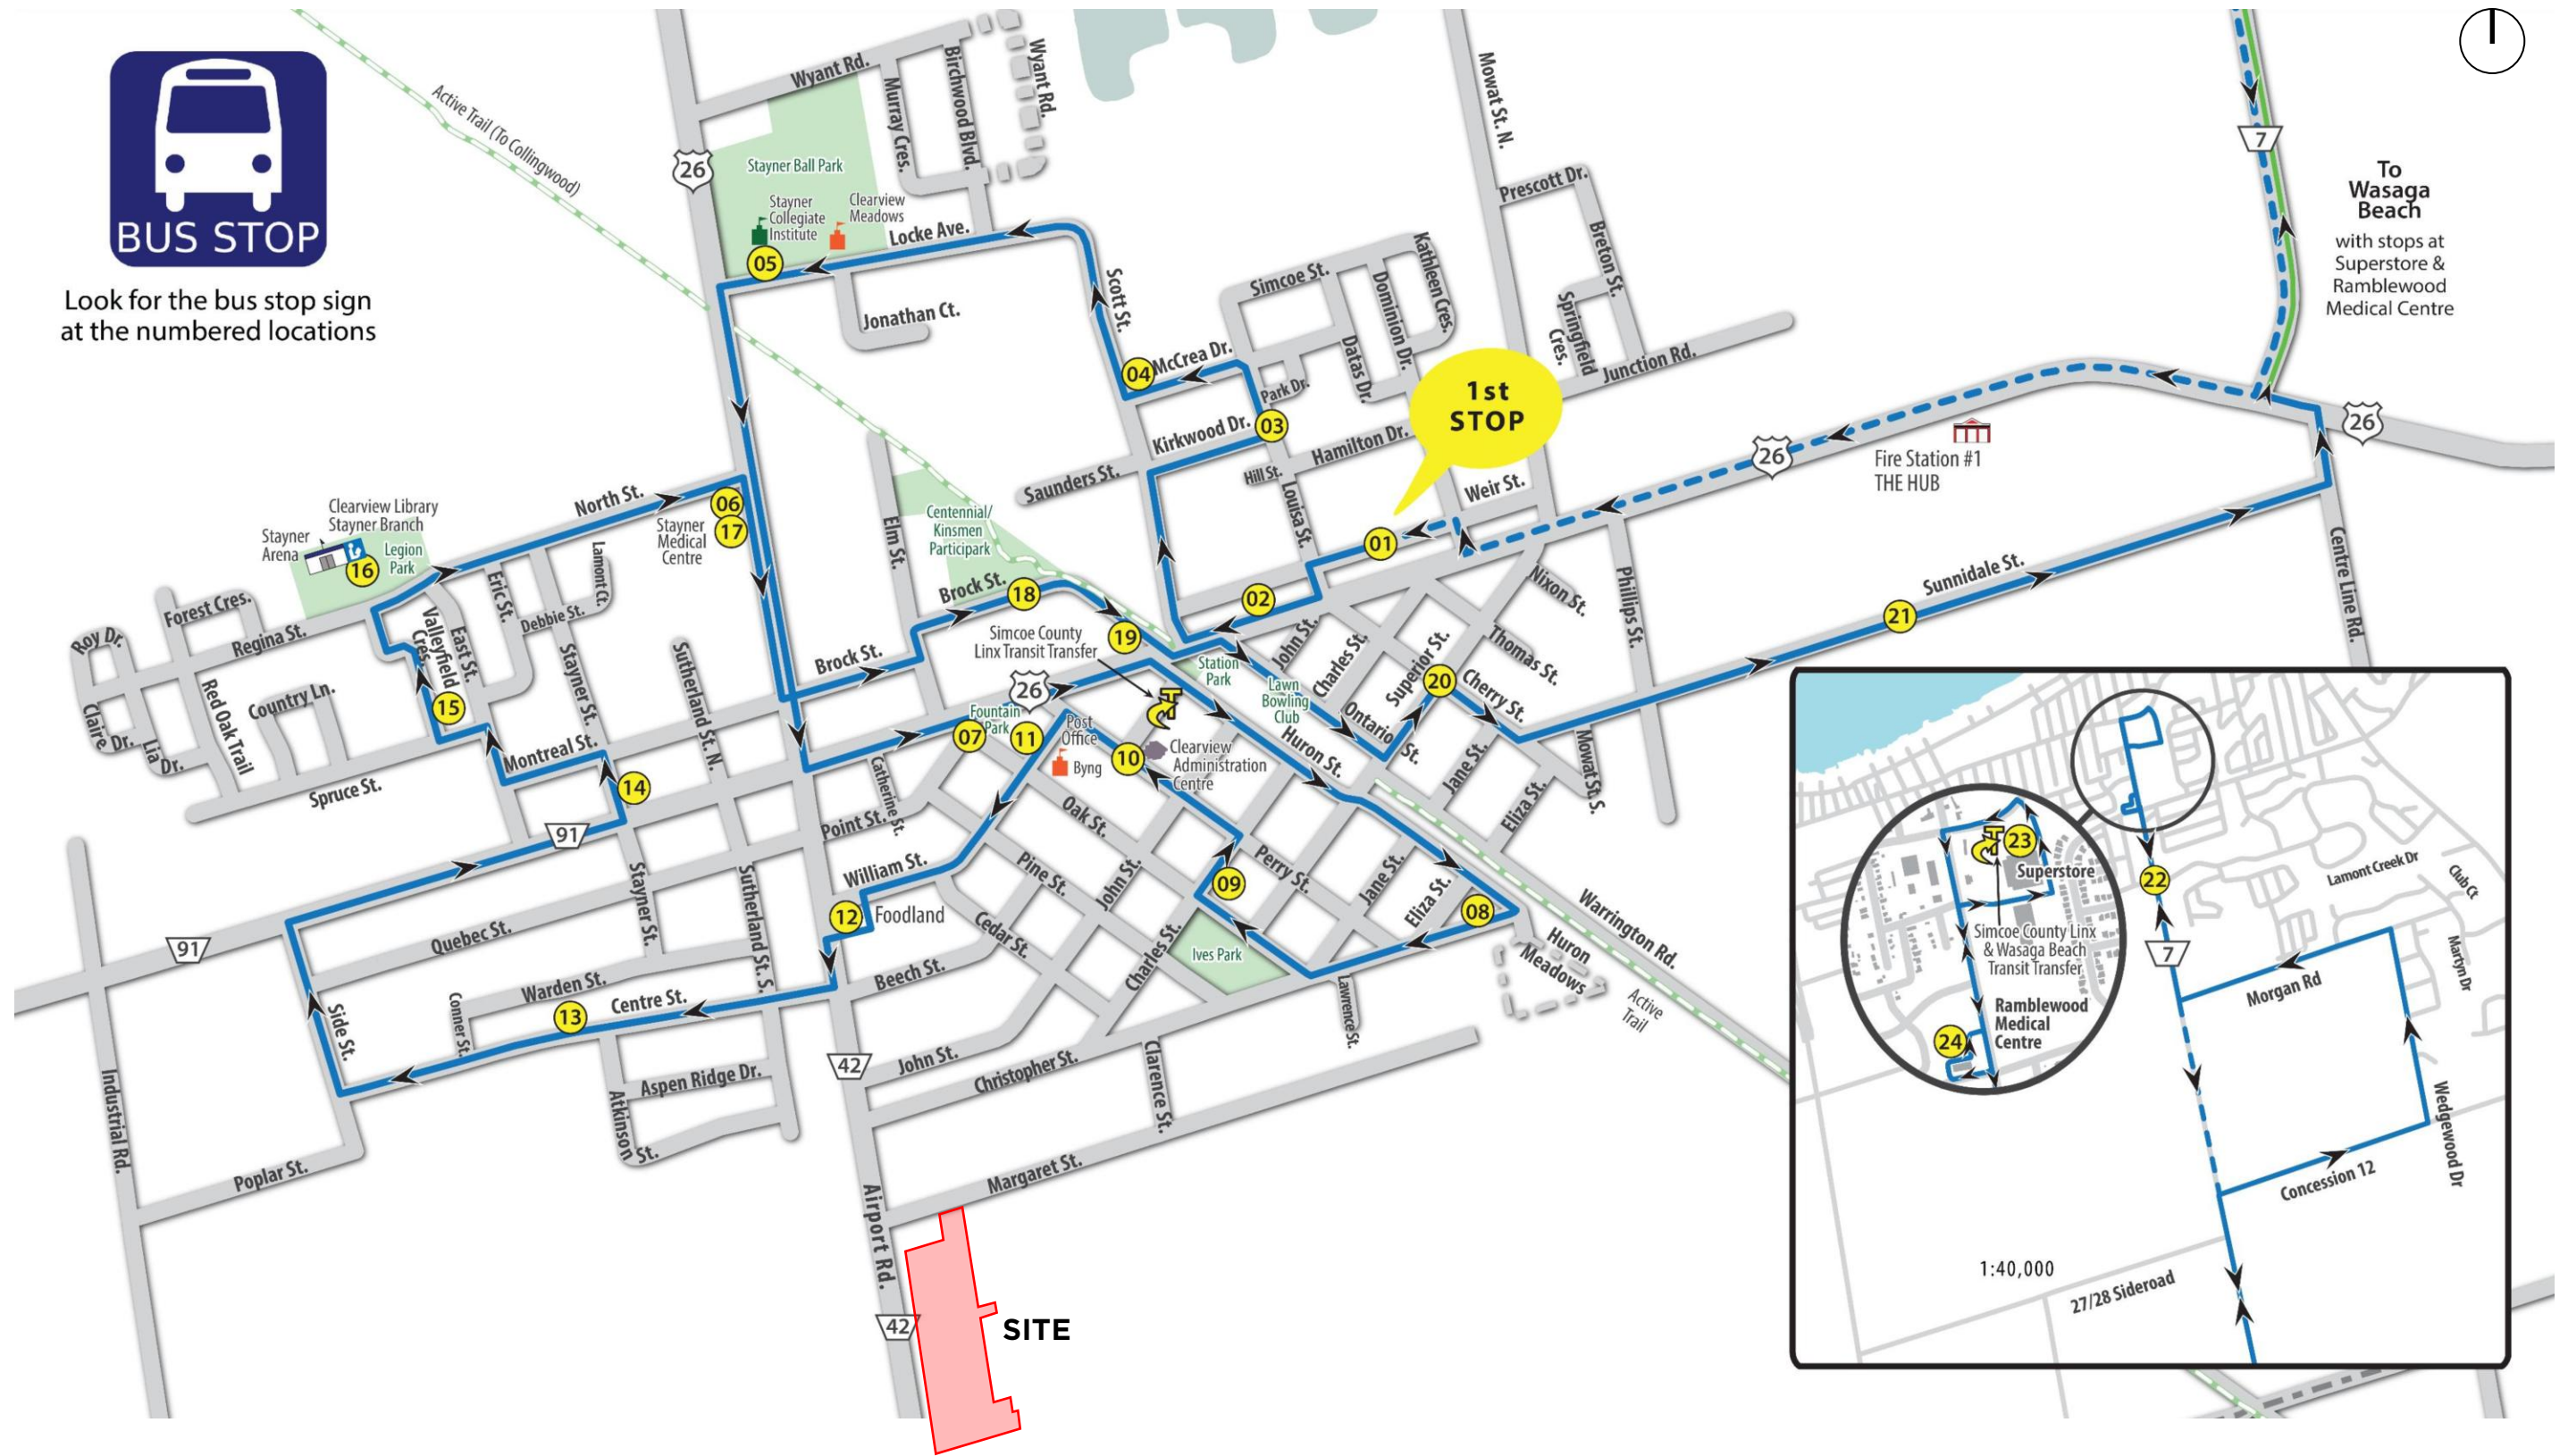 BUS STOP
Look for the bus stop sign
at the numbered locations
Active Trail (To Collingwood)
26
Wyant Rd.
Murray Cres.
Birchwood Blvd.
Wyant Rd.
Stayner Ball Park
Stayner
Collegiate
Institute
Clearview
Meadows
05
Locke Ave.
Jonathan Ct.
Scott St.
04
McCrea Dr.
Simcoe St.
Kathleen Cres.
Dominion Dr.
Datas Dr.
Park Dr.
03
Kirkwood Dr.
Hamilton Dr.
Hill St.
Louisa St.
Saunders St.
Mowat St. N.
Prescott Dr.
Breton St.
Springfield
Cres.
Junction Rd.
1st
STOP
Weir St.
01
02
26
Fire Station #1
THE HUB
7
To
Wasaga
Beach
with stops at
Superstore &
Ramblewood
Medical Centre
26
Centre Line Rd.
Sunnidale St.
21
Phillips St.
Nixon St.
Thomas St.
Superior St.
20
Cherry St.
Charles St.
John St.
Ontario St.
Jane St.
Eliza St.
Mowat St. S.
Clearview Library
Stayner Branch
Stayner
Arena
16
Legion
Park
North St.
06
17
Stayner
Medical
Centre
Elm St.
Centennial/
Kinsmen
Participark
Brock St.
18
19
Simcoe County
Linx Transit Transfer
Station
Park
Lawn
Bowling
Club
Brock St.
26
Fountain
Park
07
11
Post
Office
Byng
10
Clearview
Administration
Centre
Huron St.
Forest Cres.
Roy Dr.
Regina St.
Valleyfield
Cres.
East St.
Eric St.
Debbie St.
Lamont Ct.
Stayner St.
Sutherland St. N.
Claire Dr.
Lia
Dr.
Red Oak Trail
Country Ln.
15
Spruce St.
Montreal St.
14
91
91
Catherine St.
Point St.
William St.
12
Foodland
Oak St.
Pine St.
John St.
Cedar St.
Charles St.
Beech St.
09
Perry St.
Jane St.
Eliza St.
08
Ives Park
Warrington Rd.
Huron
Meadows
Active
Trail
Lawrence St.
Quebec St.
Stayner St.
Sutherland St. S.
Warden St.
13
Centre St.
Conner St.
Side St.
Industrial Rd.
Poplar St.
Atkinson
St.
Aspen Ridge Dr.
42
John St.
Christopher St.
Clarence St.
Margaret St.
Airport Rd.
42
SITE
23
Superstore
Simcoe County Linx
& Wasaga Beach
Transit Transfer
Ramblewood
Medical
Centre
24
22
7
Lamont Creek Dr
Club Ct
Martyn Dr
Morgan Rd
Wedgewood Dr
Concession 12
1:40,000
27/28 Sideroad